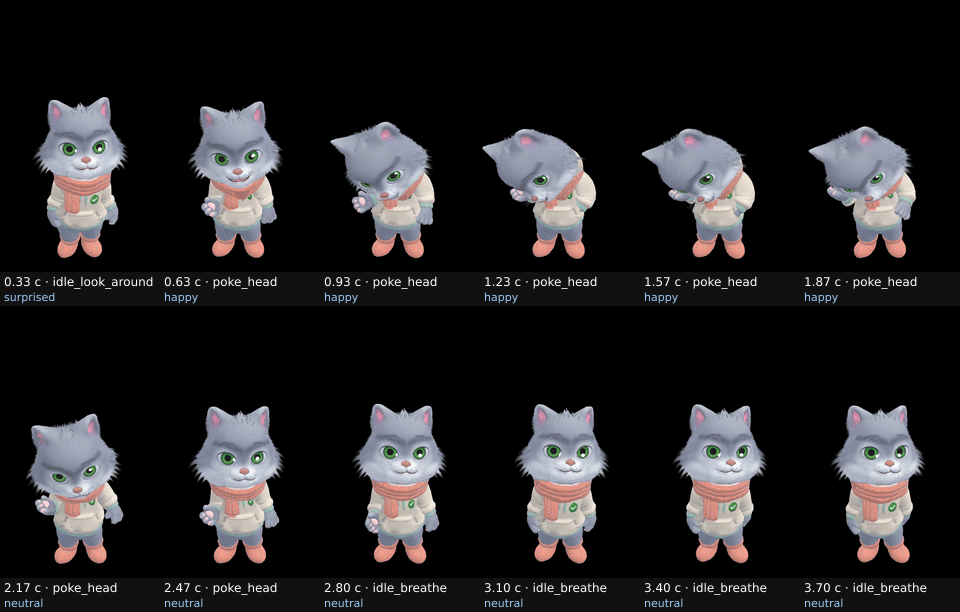 0.33 с · idle_look_around
surprised
0.63 с · poke_head
happy
0.93 с · poke_head
happy
1.23 с · poke_head
happy
1.57 с · poke_head
happy
1.87 с · poke_head
happy
2.17 с · poke_head
neutral
2.47 с · poke_head
neutral
2.80 с · idle_breathe
neutral
3.10 с · idle_breathe
neutral
3.40 с · idle_breathe
neutral
3.70 с · idle_breathe
neutral